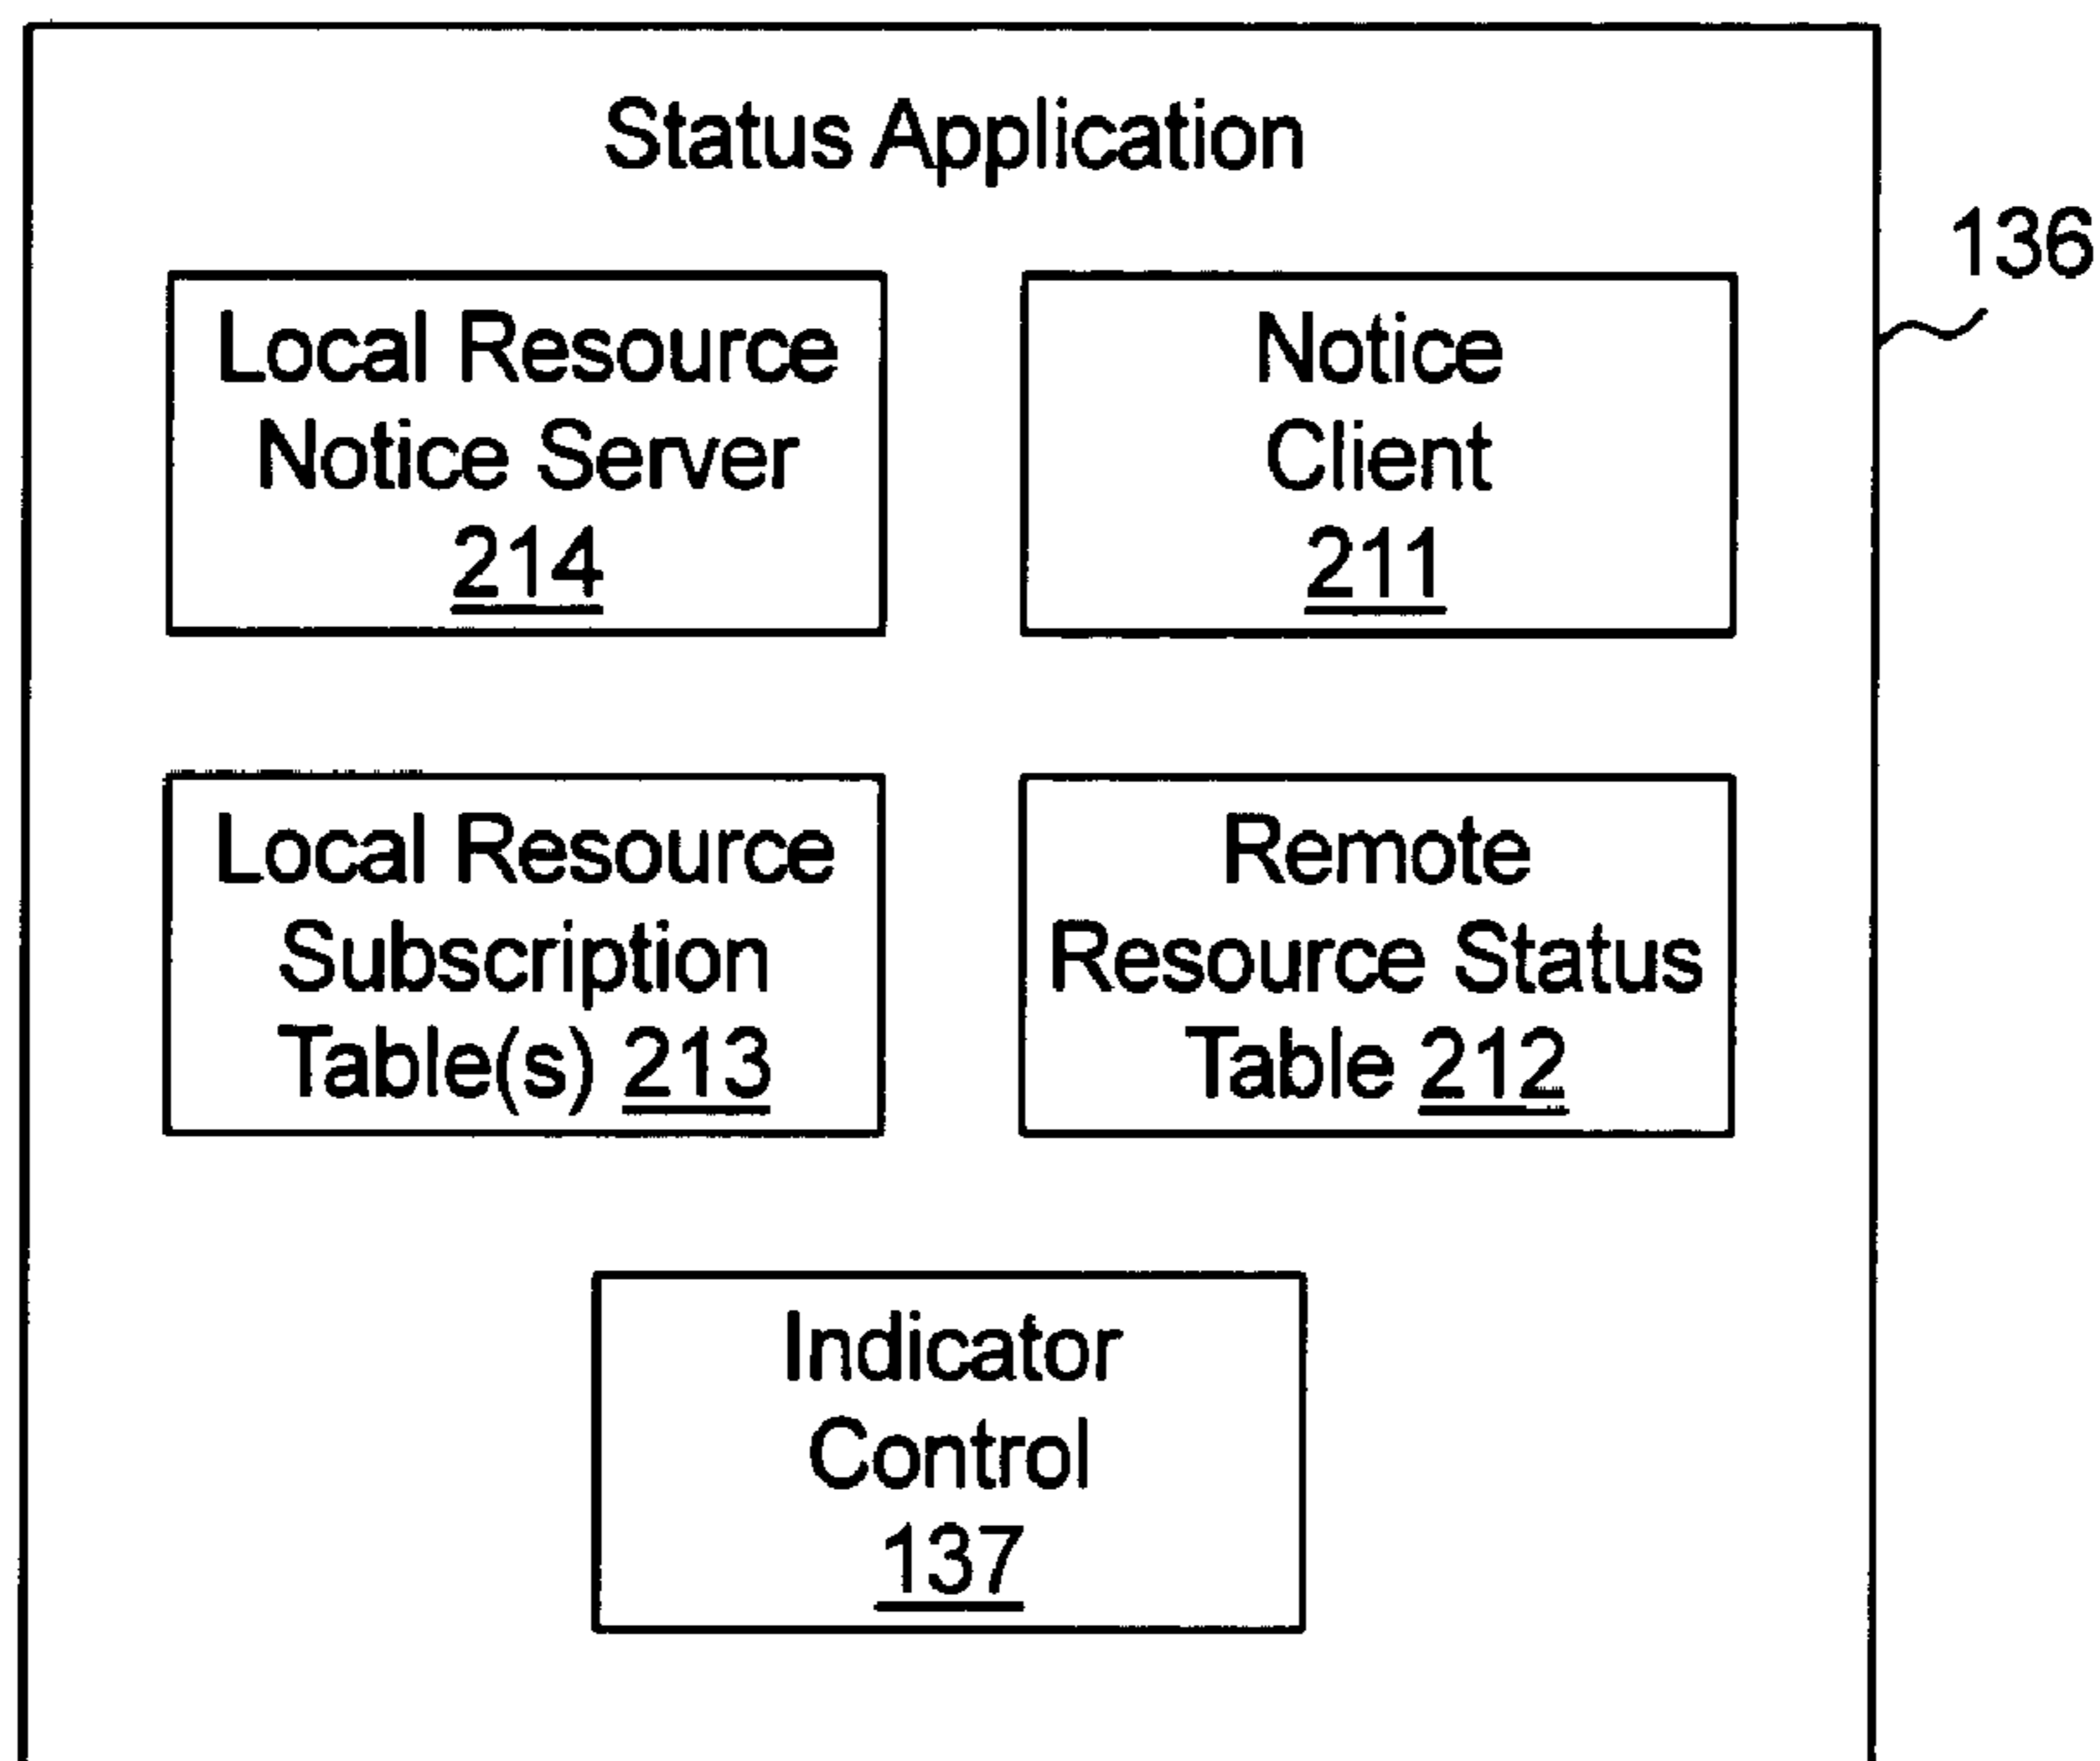 Status Application
136
Local Resource
Notice Server
214
Notice
Client
211
Local Resource
Subscription
Table(s) 213
Remote
Resource Status
Table 212
Indicator
Control
137